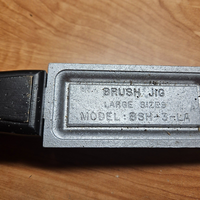 BRUSH JIG
LARGE SIZES
MODEL: BSH-3-LA